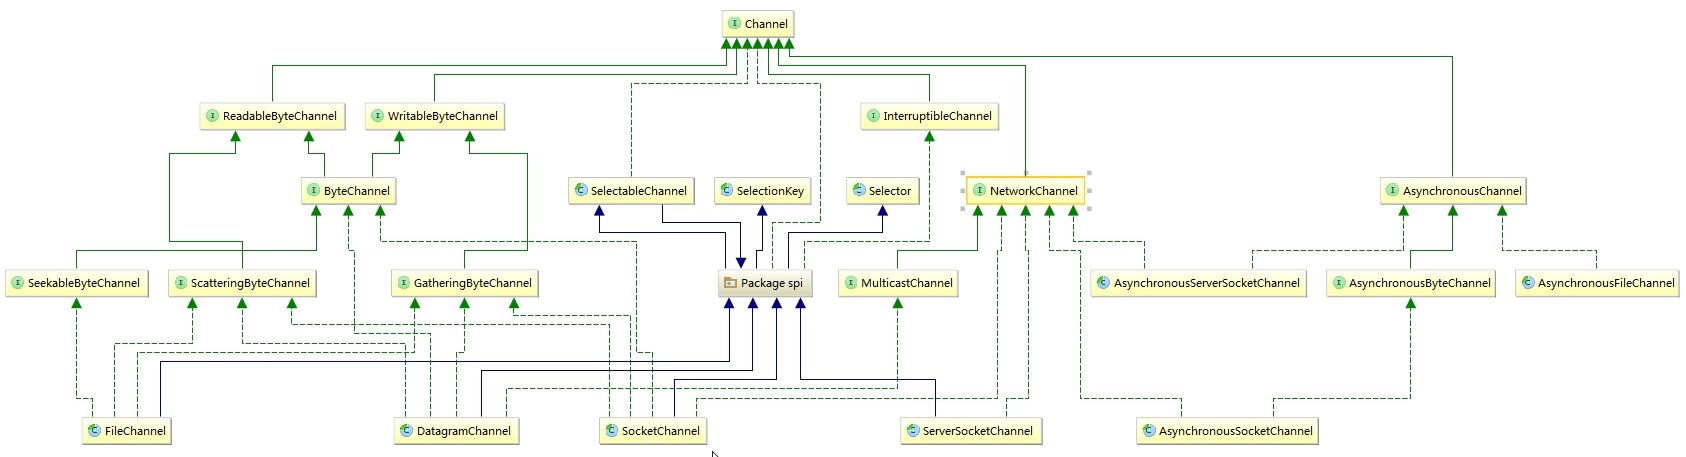 Channel
ReadableByteChannel
WritableByteChannel
InterruptibleChannel
ByteChannel
SelectableChannel
SelectionKey
Selector
NetworkChannel
AsynchronousChannel
SeekableByteChannel
ScatteringByteChannel
GatheringByteChannel
Package spi
MulticastChannel
AsynchronousServerSocketChannel
AsynchronousByteChannel
AsynchronousFileChannel
FileChannel
DatagramChannel
SocketChannel
ServerSocketChannel
AsynchronousSocketChannel